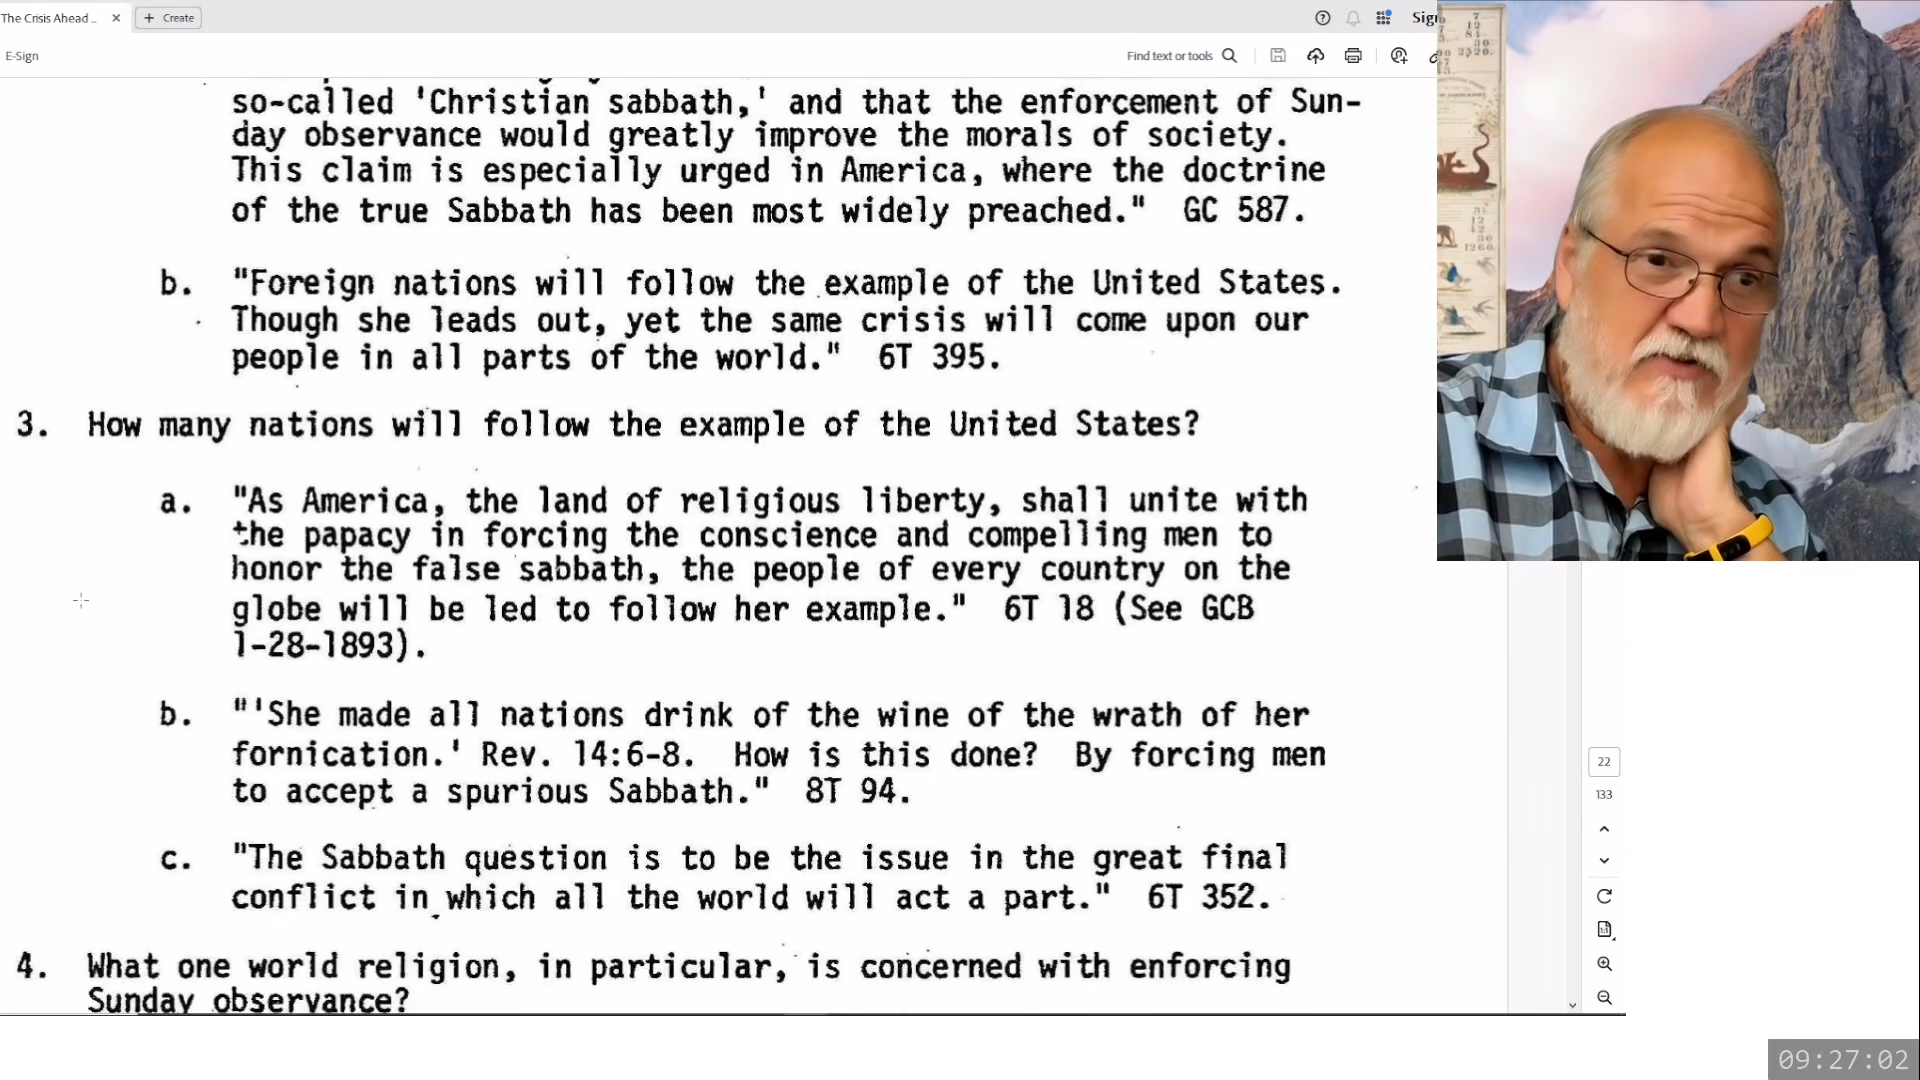 The Crisis Ahead ...
Create
E-Sign
Find text or tools
so-called 'Christian sabbath,' and that the enforcement of Sun-
day observance would greatly improve the morals of society.
This claim is especially urged in America, where the doctrine
of the true Sabbath has been most widely preached." GC 587.
b. "Foreign nations will follow the example of the United States.
Though she leads out, yet the same crisis will come upon our
people in all parts of the world." 6T 395.
3. How many nations will follow the example of the United States?
a. "As America, the land of religious liberty, shall unite with
the papacy in forcing the conscience and compelling men to
honor the false sabbath, the people of every country on the
globe will be led to follow her example." 6T 18 (See GCB
1-28-1893).
b. "'She made all nations drink of the wine of the wrath of her
fornication.' Rev. 14:6-8. How is this done? By forcing men
to accept a spurious Sabbath." 8T 94.
c. "The Sabbath question is to be the issue in the great final
conflict in which all the world will act a part." 6T 352.
4. What one world religion, in particular, is concerned with enforcing
Sunday observance?
22
133
09:27:02